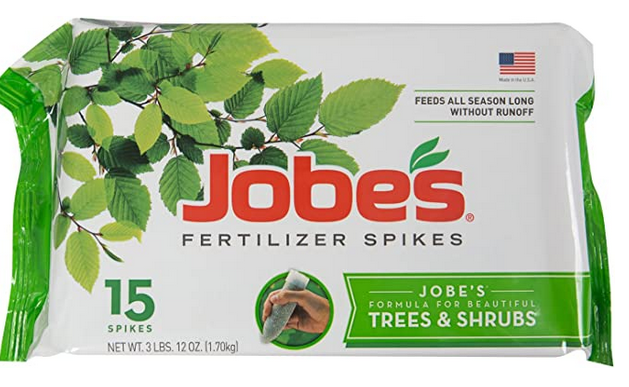 Made in the U.S.A.
FEEDS ALL SEASON LONG
WITHOUT RUNOFF
Jobe's®
FERTILIZER SPIKES
15
SPIKES
NET WT. 3 LBS. 12 OZ. (1.70kg)
JOBE'S®
FORMULA FOR BEAUTIFUL
TREES & SHRUBS